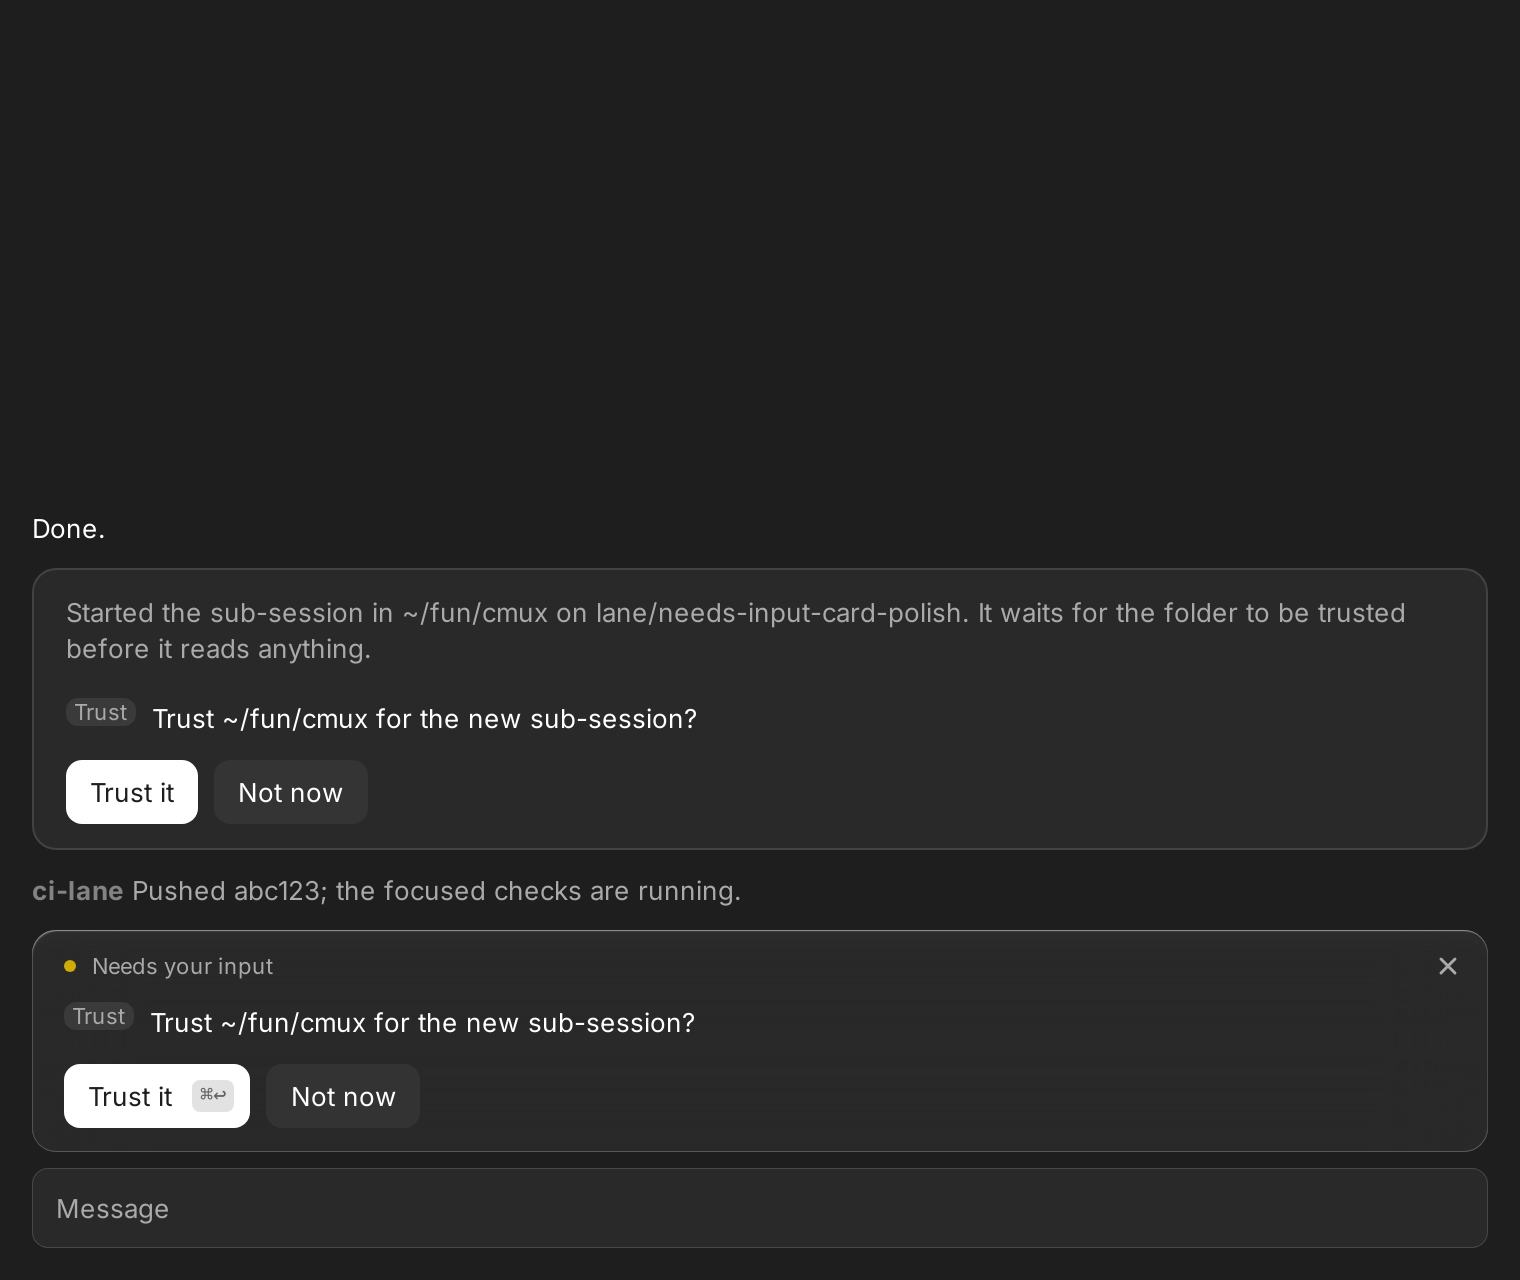 Done.
Started the sub-session in ~/fun/cmux on lane/needs-input-card-polish. It waits for the folder to be trusted
before it reads anything.
Trust Trust ~/fun/cmux for the new sub-session?
Trust it Not now
ci-lane Pushed abc123; the focused checks are running.
Needs your input
Trust Trust ~/fun/cmux for the new sub-session?
Trust it ⌘↩ Not now
Message